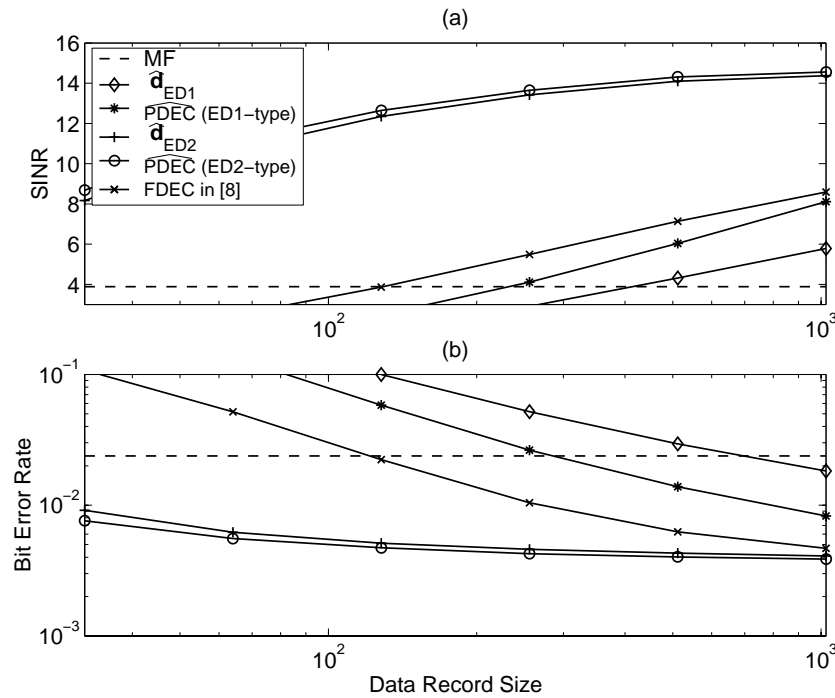 (a)
16
14
12
10
8
6
4
SINR
MF
d̂ED1
PDEC (ED1−type)
d̂ED2
PDEC (ED2−type)
FDEC in [8]
10²
10³
(b)
10⁻¹
10⁻²
10⁻³
Bit Error Rate
10²
10³
Data Record Size